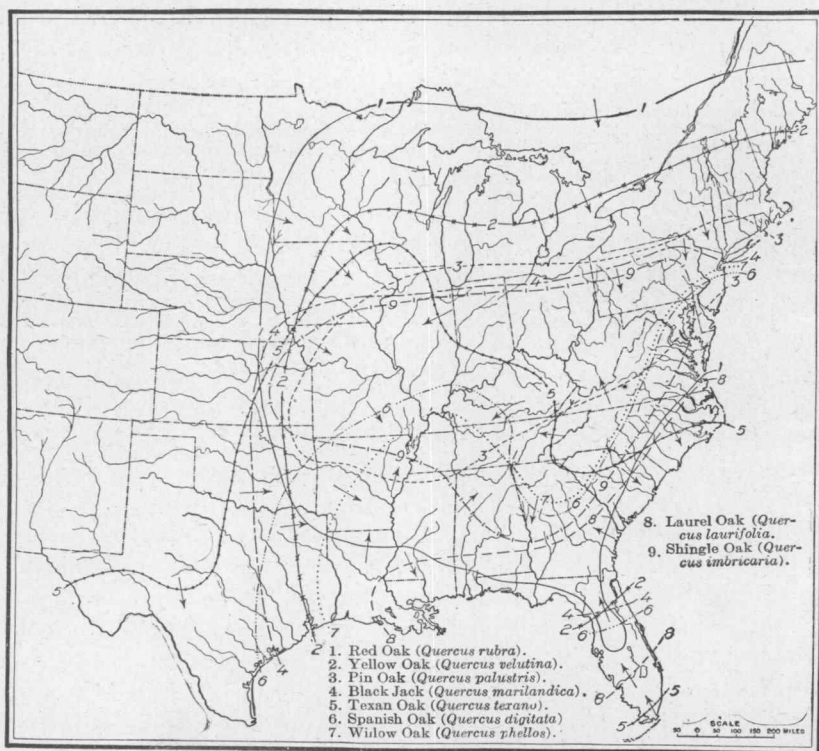 8. Laurel Oak (Quer-
cus laurifolia.
9. Shingle Oak (Quer-
cus imbricaria).
1. Red Oak (Quercus rubra).
2. Yellow Oak (Quercus velutina).
3. Pin Oak (Quercus palustris).
4. Black Jack (Quercus marilandica).
5. Texan Oak (Quercus texano).
6. Spanish Oak (Quercus digitata)
7. Willow Oak (Quercus phellos).
SCALE
50 0 50 100 150 200 MILES